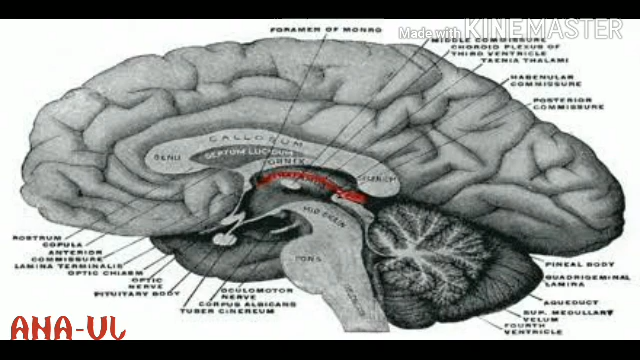 Made with KINEMASTER
FORAMEN OF MONRO
MIDDLE COMMISSURE
CHOROID PLEXUS OF
THIRD VENTRICLE
TAENIA THALAMI
HABENULAR
COMMISSURE
POSTERIOR
COMMISSURE
CALLOSUM
GENU
SEPTUM LUCIDUM
FORNIX
SPLENIUM
MID BRAIN
PONS
ROSTRUM
COPULA
ANTERIOR
COMMISSURE
LAMINA TERMINALIS
OPTIC CHIASM
OPTIC
NERVE
PITUITARY BODY
OCULOMOTOR
NERVE
CORPUS ALBICANS
TUBER CINEREUM
PINEAL BODY
QUADRIGEMINAL
LAMINA
AQUEDUCT
SUP. MEDULLARY
VELUM
FOURTH
VENTRICLE
ANA-UL